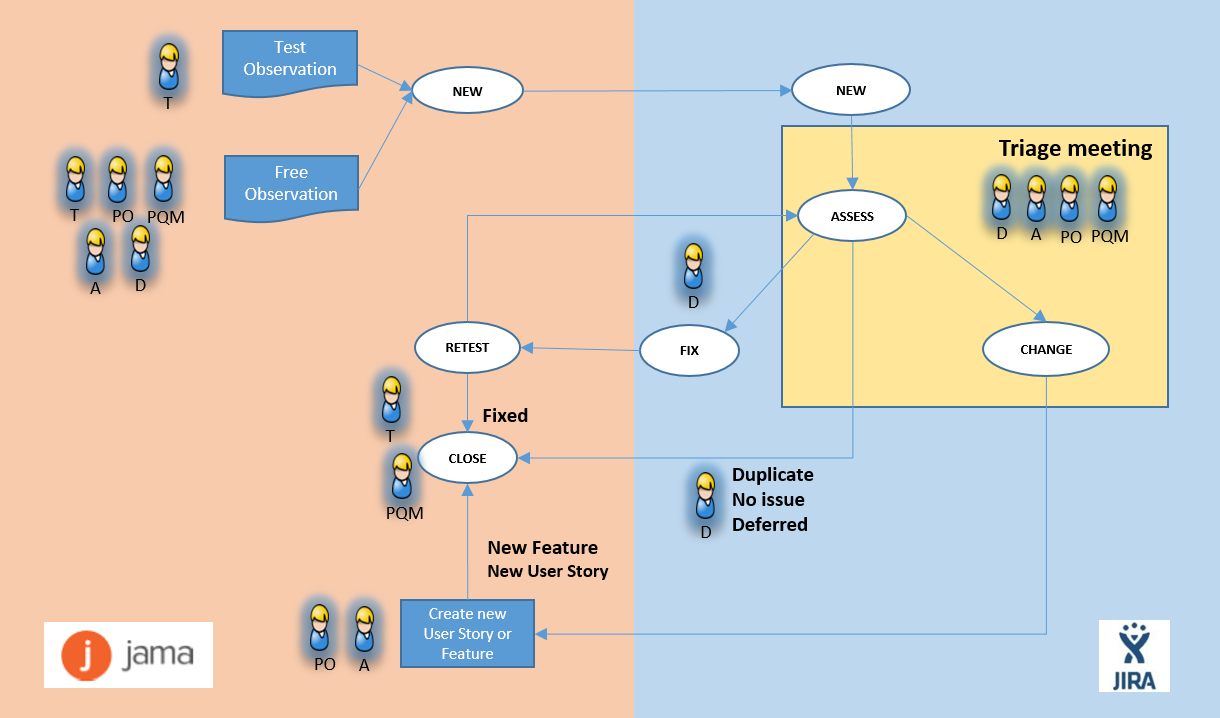 Test
Observation
T
NEW
NEW
Triage meeting
Free
Observation
T PO PQM
A D
ASSESS
D A PO PQM
D
RETEST
FIX
CHANGE
Fixed
T
CLOSE
PQM
Duplicate
No issue
Deferred
D
New Feature
New User Story
Create new
User Story or
Feature
PO A
j jama
JIRA